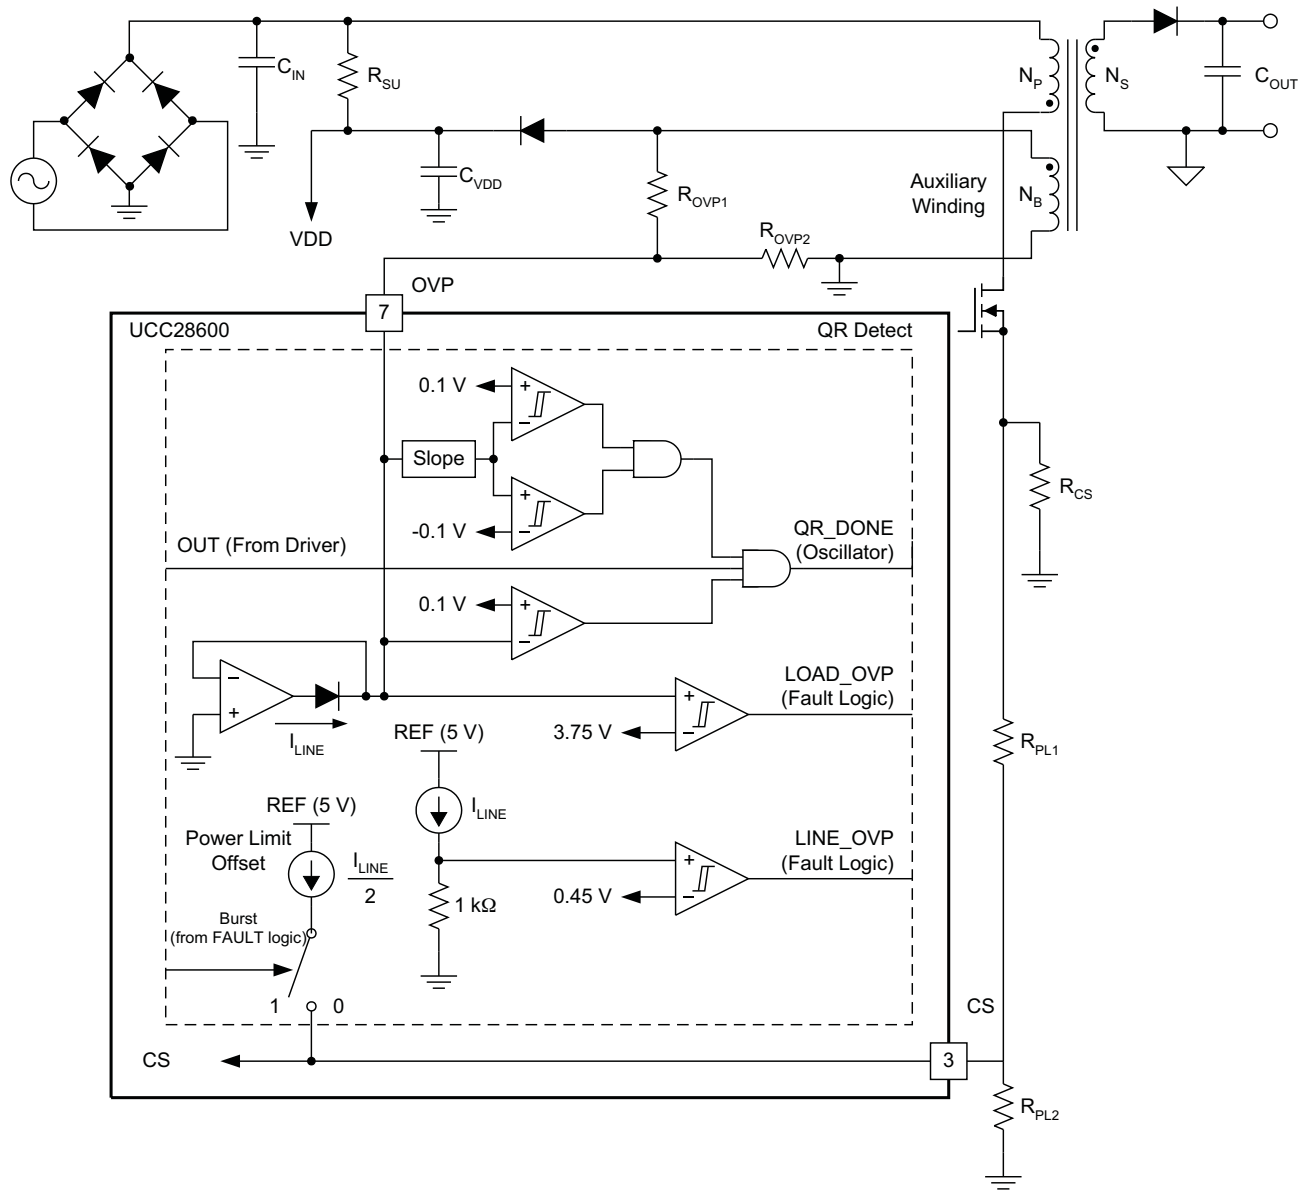 C_IN
R_SU
N_P
N_S
C_OUT
C_VDD
R_OVP1
Auxiliary
Winding
N_B
VDD
R_OVP2
OVP
7
UCC28600
QR Detect
0.1 V
+
−
Slope
+
−
-0.1 V
R_CS
OUT (From Driver)
QR_DONE
(Oscillator)
0.1 V
+
−
LOAD_OVP
(Fault Logic)
−
+
I_LINE
+
−
3.75 V
REF (5 V)
R_PL1
REF (5 V)
I_LINE
Power Limit
Offset
I_LINE
2
LINE_OVP
(Fault Logic)
+
−
0.45 V
1 kΩ
Burst
(from FAULT logic)
1
0
CS
CS
3
R_PL2